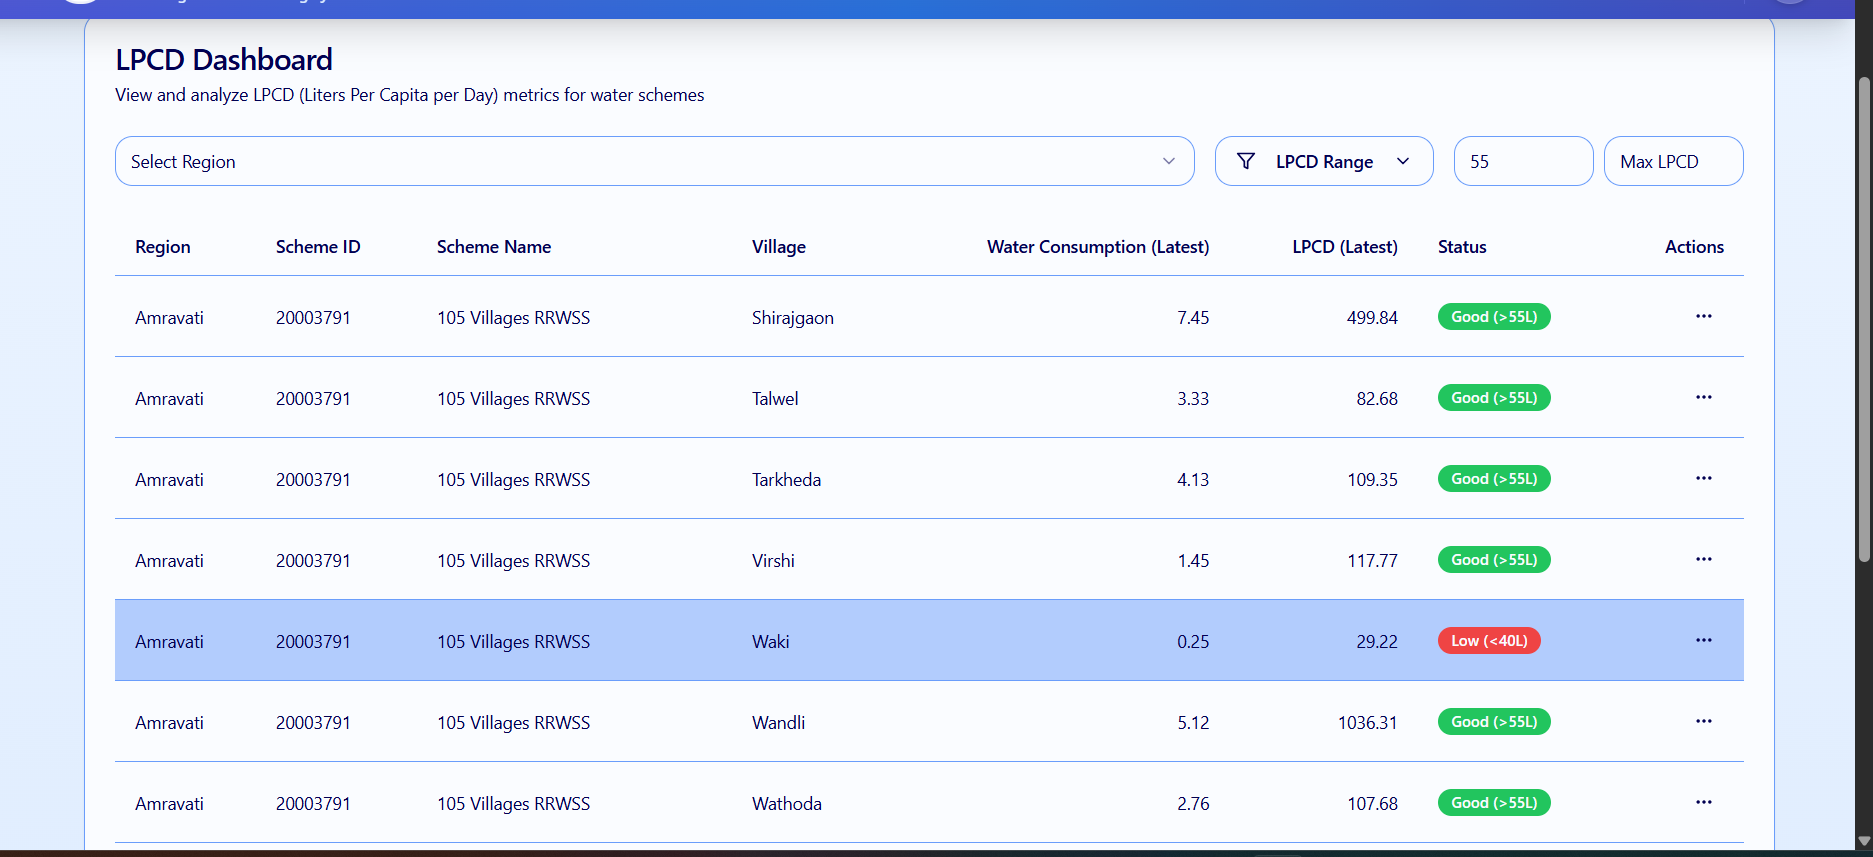 LPCD Dashboard
View and analyze LPCD (Liters Per Capita per Day) metrics for water schemes
Select Region LPCD Range 55 Max LPCD
Region Scheme ID Scheme Name Village Water Consumption (Latest) LPCD (Latest) Status Actions
Amravati 20003791 105 Villages RRWSS Shirajgaon 7.45 499.84 Good (>55L) ...
Amravati 20003791 105 Villages RRWSS Talwel 3.33 82.68 Good (>55L) ...
Amravati 20003791 105 Villages RRWSS Tarkheda 4.13 109.35 Good (>55L) ...
Amravati 20003791 105 Villages RRWSS Virshi 1.45 117.77 Good (>55L) ...
Amravati 20003791 105 Villages RRWSS Waki 0.25 29.22 Low (<40L) ...
Amravati 20003791 105 Villages RRWSS Wandli 5.12 1036.31 Good (>55L) ...
Amravati 20003791 105 Villages RRWSS Wathoda 2.76 107.68 Good (>55L) ...